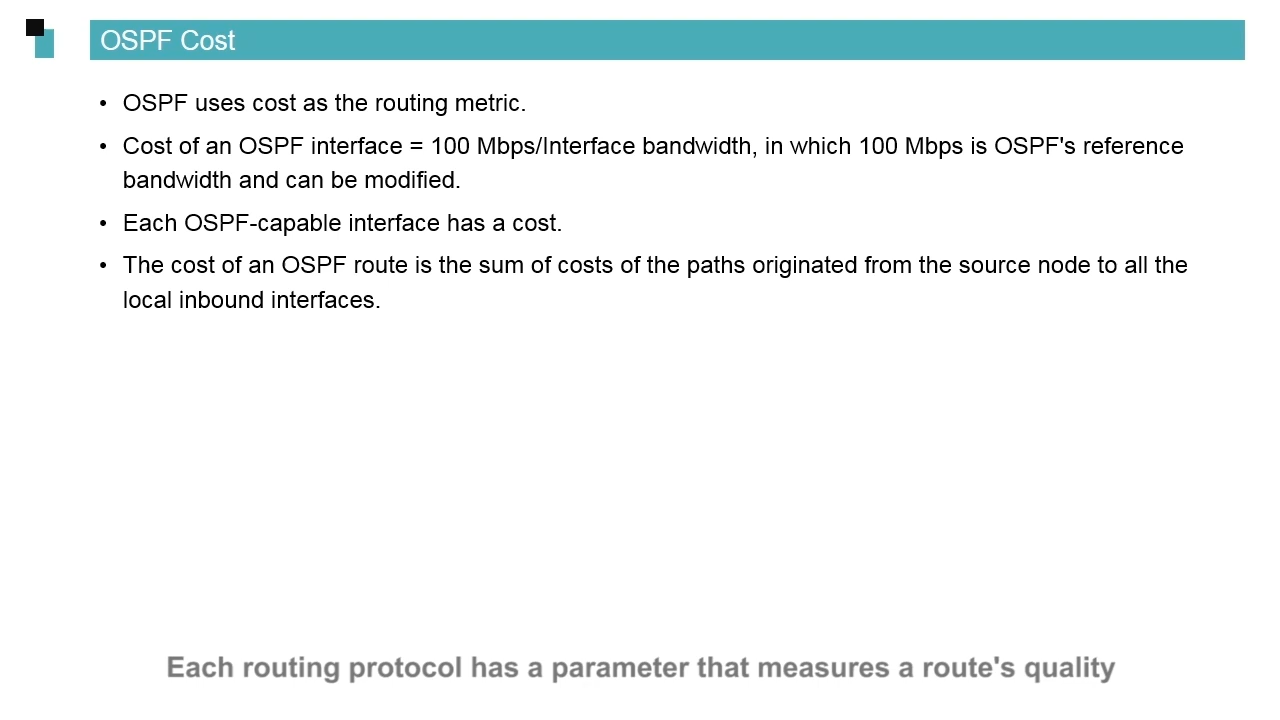 OSPF Cost
• OSPF uses cost as the routing metric.
• Cost of an OSPF interface = 100 Mbps/Interface bandwidth, in which 100 Mbps is OSPF's reference
bandwidth and can be modified.
• Each OSPF-capable interface has a cost.
• The cost of an OSPF route is the sum of costs of the paths originated from the source node to all the
local inbound interfaces.
Each routing protocol has a parameter that measures a route's quality